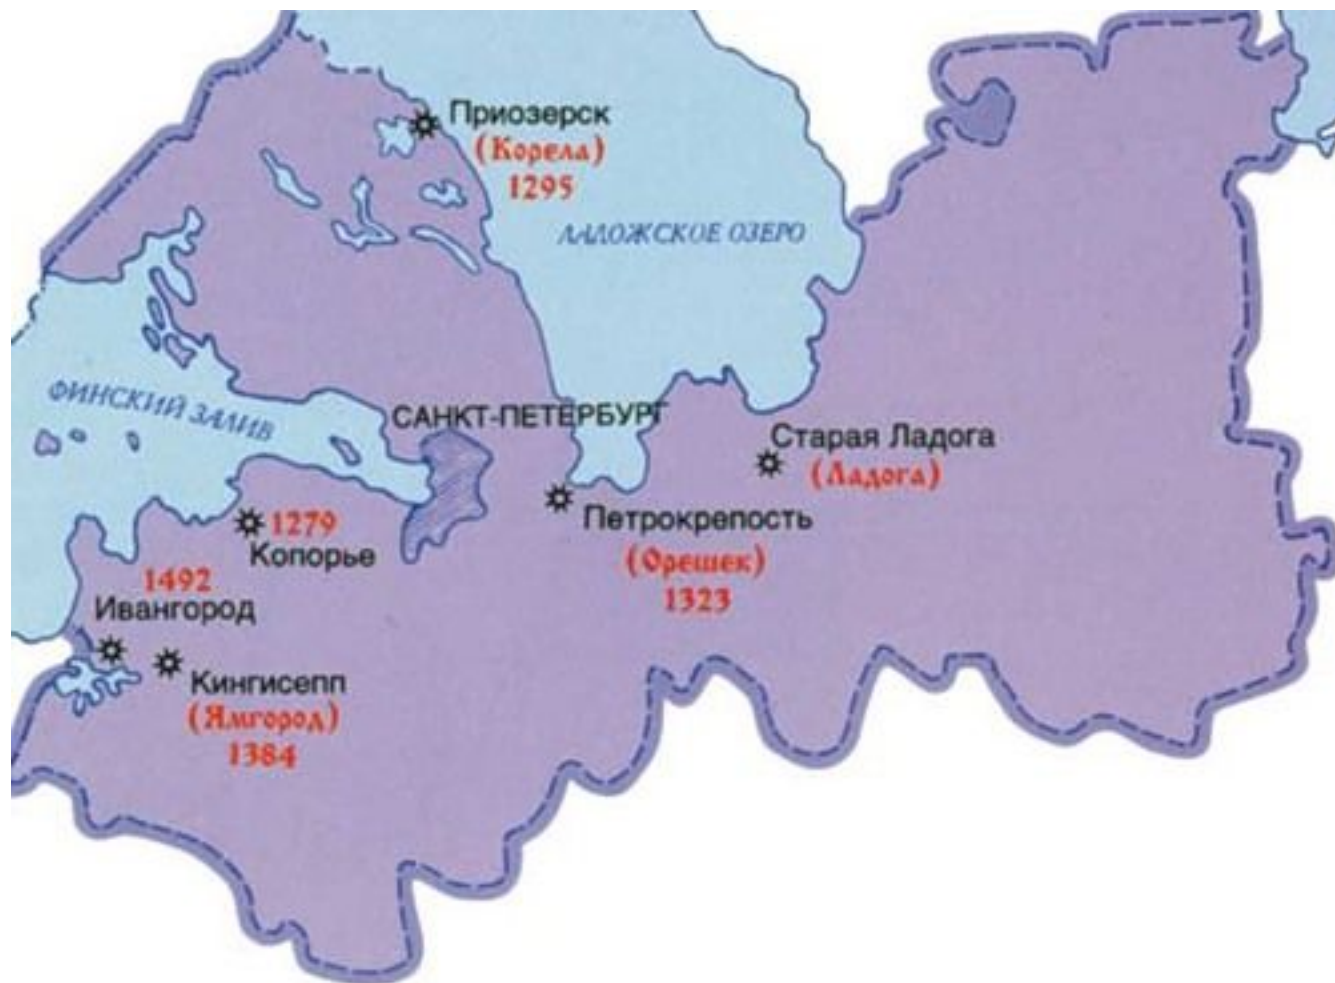 Приозерск
(Корела)
1295
ЛАДОЖСКОЕ ОЗЕРО
ФИНСКИЙ ЗАЛИВ
САНКТ-ПЕТЕРБУРГ
Старая Ладога
(Ладога)
Петрокрепость
(Орешек)
1323
1279
Копорье
1492
Ивангород
Кингисепп
(Ямгород)
1384